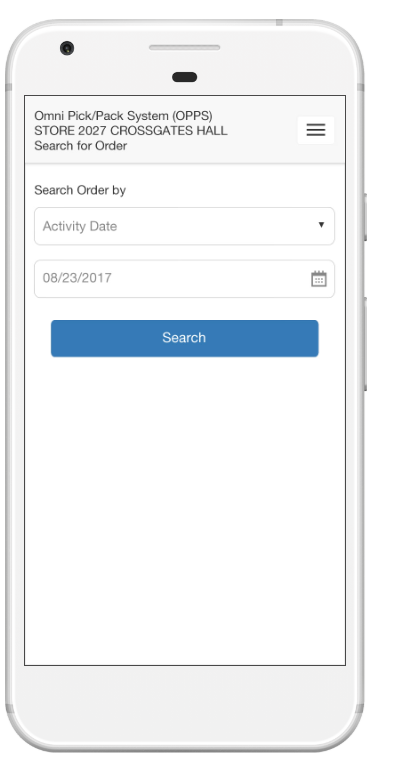 Omni Pick/Pack System (OPPS)
STORE 2027 CROSSGATES HALL
Search for Order
Search Order by
Activity Date
08/23/2017
Search